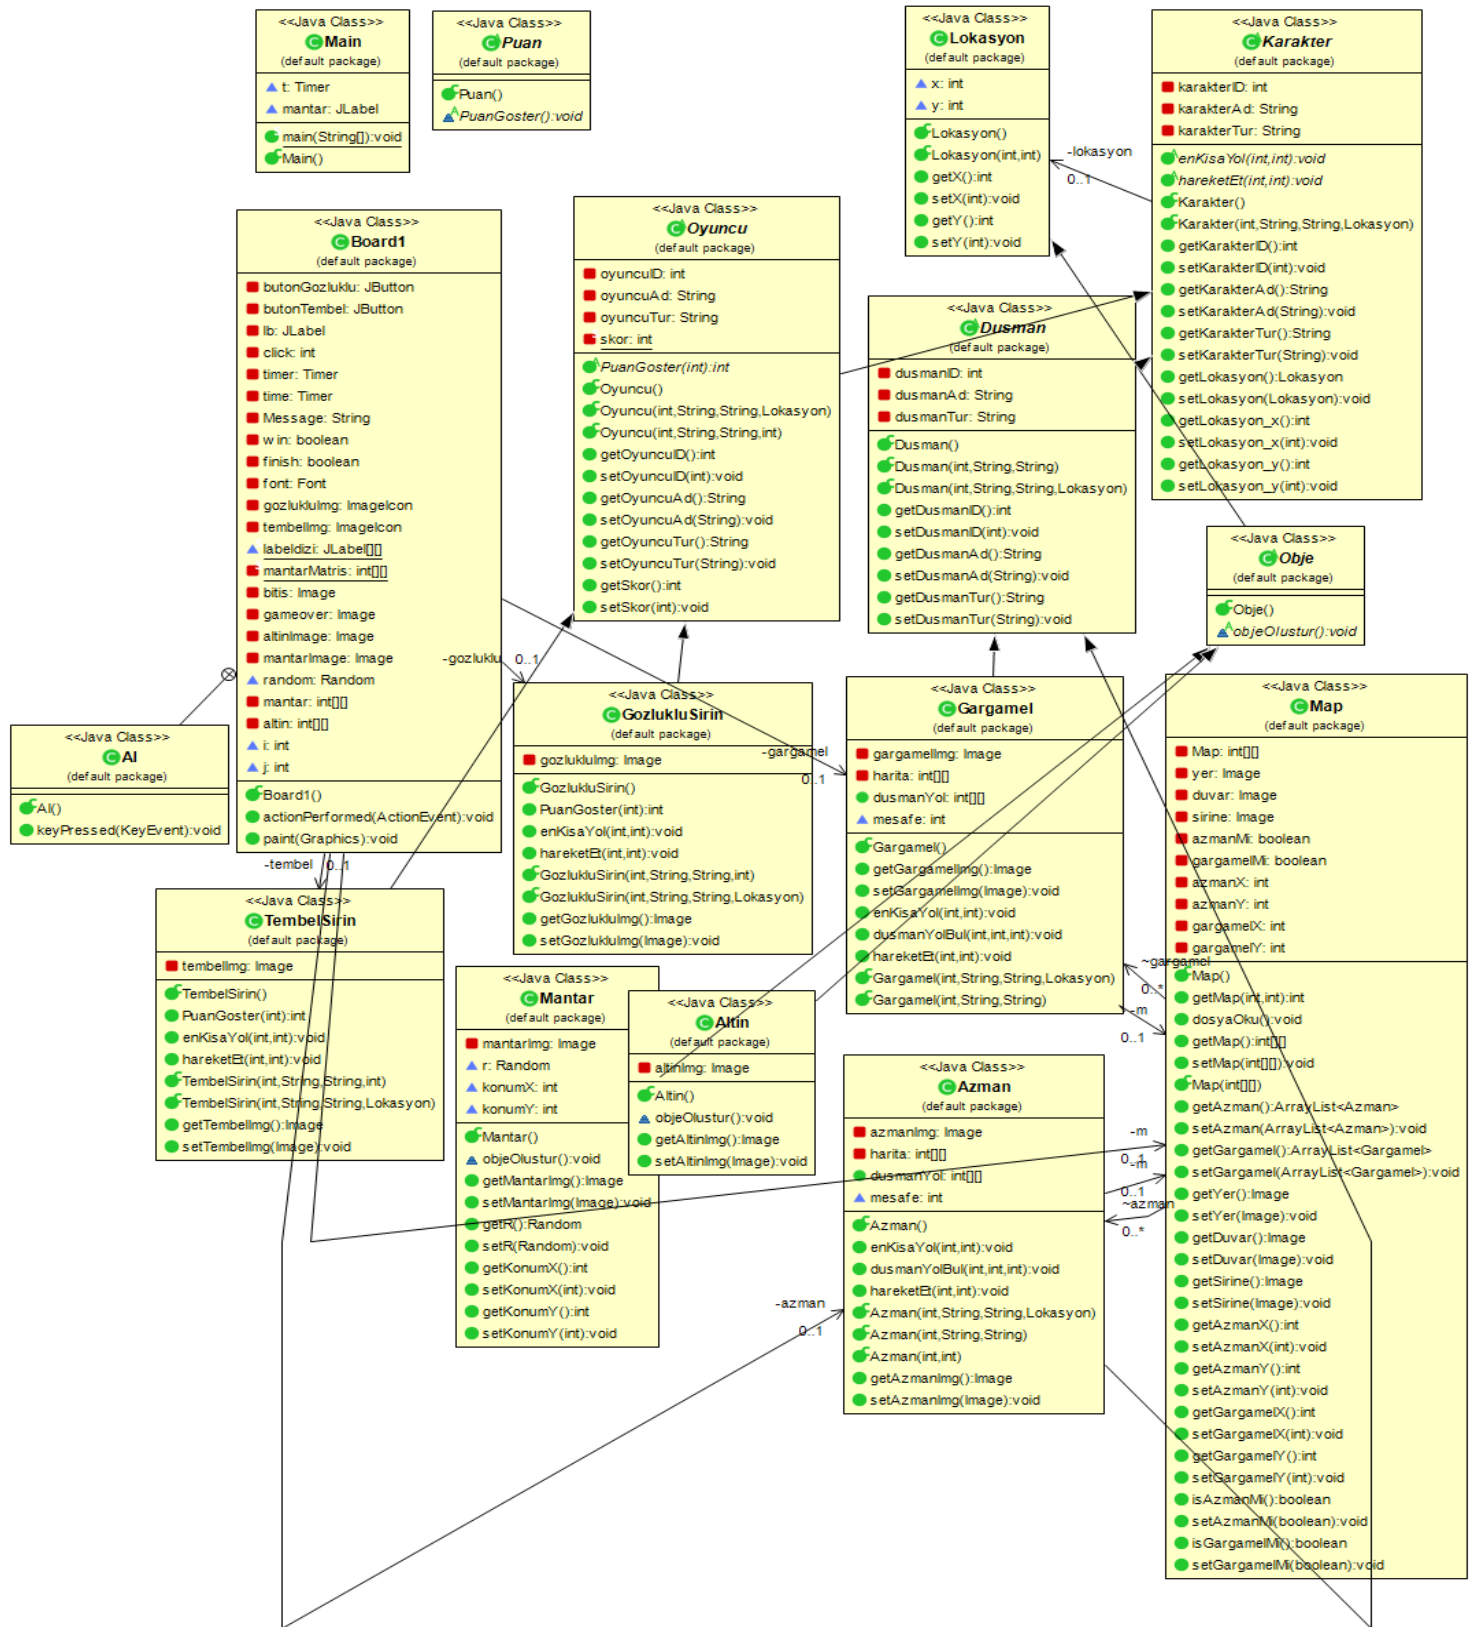 <<Java Class>>
Main
(default package)
t: Timer
mantar: JLabel
main(String[]):void
Main()
<<Java Class>>
Puan
(default package)
Puan()
PuanGoster():void
<<Java Class>>
Lokasyon
(default package)
x: int
y: int
Lokasyon()
Lokasyon(int,int)
getX():int
setX(int):void
getY():int
setY(int):void
<<Java Class>>
Karakter
(default package)
karakterID: int
karakterAd: String
karakterTur: String
enKisaYol(int,int):void
hareketEt(int,int):void
Karakter()
Karakter(int,String,String,Lokasyon)
getKarakterID():int
setKarakterID(int):void
getKarakterAd():String
setKarakterAd(String):void
getKarakterTur():String
setKarakterTur(String):void
getLokasyon():Lokasyon
setLokasyon(Lokasyon):void
getLokasyon_x():int
setLokasyon_x(int):void
getLokasyon_y():int
setLokasyon_y(int):void
-lokasyon
0..1
<<Java Class>>
Board1
(default package)
butonGozluklu: JButton
butonTembel: JButton
lb: JLabel
click: int
timer: Timer
time: Timer
Message: String
win: boolean
finish: boolean
font: Font
gozlukluImg: ImageIcon
tembelImg: ImageIcon
labeldizi: JLabel[][]
mantarMatris: int[][]
bitis: Image
gameover: Image
altinImage: Image
mantarImage: Image
random: Random
mantar: int[][]
altin: int[][]
i: int
j: int
Board1()
actionPerformed(ActionEvent):void
paint(Graphics):void
<<Java Class>>
Oyuncu
(default package)
oyuncuID: int
oyuncuAd: String
oyuncuTur: String
skor: int
PuanGoster(int):int
Oyuncu()
Oyuncu(int,String,String,Lokasyon)
Oyuncu(int,String,String,int)
getOyuncuID():int
setOyuncuID(int):void
getOyuncuAd():String
setOyuncuAd(String):void
getOyuncuTur():String
setOyuncuTur(String):void
getSkor():int
setSkor(int):void
<<Java Class>>
Dusman
(default package)
dusmanID: int
dusmanAd: String
dusmanTur: String
Dusman()
Dusman(int,String,String)
Dusman(int,String,String,Lokasyon)
getDusmanID():int
setDusmanID(int):void
getDusmanAd():String
setDusmanAd(String):void
getDusmanTur():String
setDusmanTur(String):void
<<Java Class>>
Obje
(default package)
Obje()
objeOlustur():void
<<Java Class>>
AI
(default package)
AI()
keyPressed(KeyEvent):void
-gozluklu
0..1
<<Java Class>>
GozlukluSirin
(default package)
gozlukluImg: Image
GozlukluSirin()
PuanGoster(int):int
enKisaYol(int,int):void
hareketEt(int,int):void
GozlukluSirin(int,String,String,int)
GozlukluSirin(int,String,String,Lokasyon)
getGozlukluImg():Image
setGozlukluImg(Image):void
-gargamel
0..1
<<Java Class>>
Gargamel
(default package)
gargamelImg: Image
harita: int[][]
dusmanYol: int[][]
mesafe: int
Gargamel()
getGargamelImg():Image
setGargamelImg(Image):void
enKisaYol(int,int):void
dusmanYolBul(int,int,int):void
hareketEt(int,int):void
Gargamel(int,String,String,Lokasyon)
Gargamel(int,String,String)
<<Java Class>>
Map
(default package)
Map: int[][]
yer: Image
duvar: Image
sirine: Image
azmanMi: boolean
gargamelMi: boolean
azmanX: int
azmanY: int
gargamelX: int
gargamelY: int
Map()
getMap(int,int):int
dosyaOku():void
getMap():int[][]
setMap(int[][]):void
Map(int[][])
getAzman():ArrayList<Azman>
setAzman(ArrayList<Azman>):void
getGargamel():ArrayList<Gargamel>
setGargamel(ArrayList<Gargamel>):void
getYer():Image
setYer(Image):void
getDuvar():Image
setDuvar(Image):void
getSirine():Image
setSirine(Image):void
getAzmanX():int
setAzmanX(int):void
getAzmanY():int
setAzmanY(int):void
getGargamelX():int
setGargamelX(int):void
getGargamelY():int
setGargamelY(int):void
isAzmanMi():boolean
setAzmanMi(boolean):void
isGargamelMi():boolean
setGargamelMi(boolean):void
~gargamel
0..*
-m
0..1
-tembel
0..1
<<Java Class>>
TembelSirin
(default package)
tembelImg: Image
TembelSirin()
PuanGoster(int):int
enKisaYol(int,int):void
hareketEt(int,int):void
TembelSirin(int,String,String,int)
TembelSirin(int,String,String,Lokasyon)
getTembelImg():Image
setTembelImg(Image):void
<<Java Class>>
Mantar
(default package)
mantarImg: Image
r: Random
konumX: int
konumY: int
Mantar()
objeOlustur():void
getMantarImg():Image
setMantarImg(Image):void
getR():Random
setR(Random):void
getKonumX():int
setKonumX(int):void
getKonumY():int
setKonumY(int):void
<<Java Class>>
Altin
(default package)
altinImg: Image
Altin()
objeOlustur():void
getAltinImg():Image
setAltinImg(Image):void
<<Java Class>>
Azman
(default package)
azmanImg: Image
harita: int[][]
dusmanYol: int[][]
mesafe: int
Azman()
enKisaYol(int,int):void
dusmanYolBul(int,int,int):void
hareketEt(int,int):void
Azman(int,String,String,Lokasyon)
Azman(int,String,String)
Azman(int,int)
getAzmanImg():Image
setAzmanImg(Image):void
-m
0..1
-m
0..1
~azman
0..*
-azman
0..1